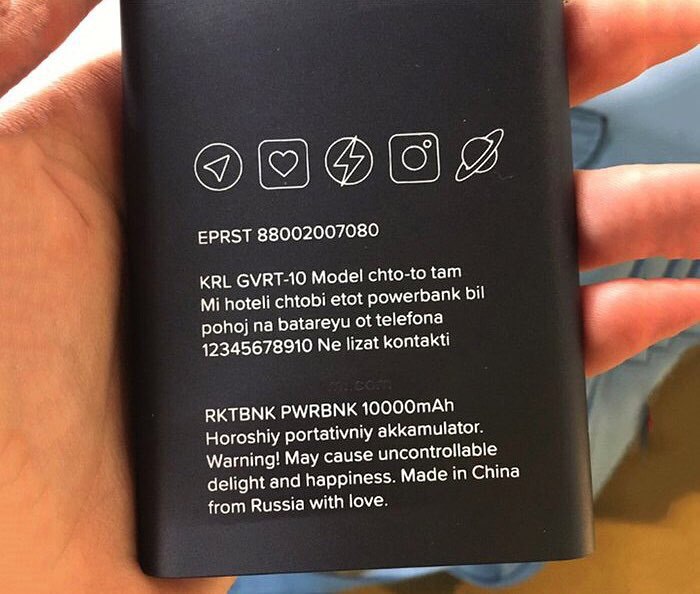 EPRST 88002007080
KRL GVRT-10 Model chto-to tam
Mi hoteli chtobi etot powerbank bil
pohoj na batareyu ot telefona
12345678910 Ne lizat kontakti
RKTBNK PWRBNK 10000mAh
Horoshiy portativniy akkamulator.
Warning! May cause uncontrollable
delight and happiness. Made in China
from Russia with love.